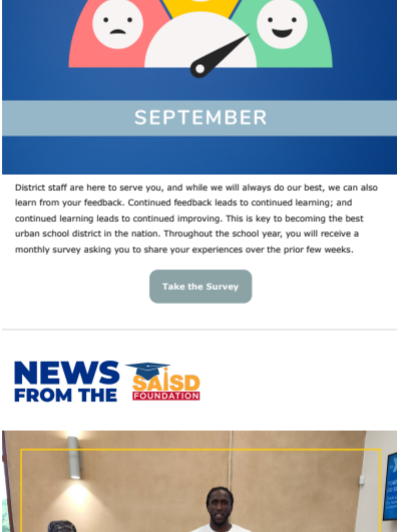 SEPTEMBER
District staff are here to serve you, and while we will always do our best, we can also
learn from your feedback. Continued feedback leads to continued learning; and
continued learning leads to continued improving. This is key to becoming the best
urban school district in the nation. Throughout the school year, you will receive a
monthly survey asking you to share your experiences over the prior few weeks.
Take the Survey
NEWS
FROM THE
SAISD
FOUNDATION